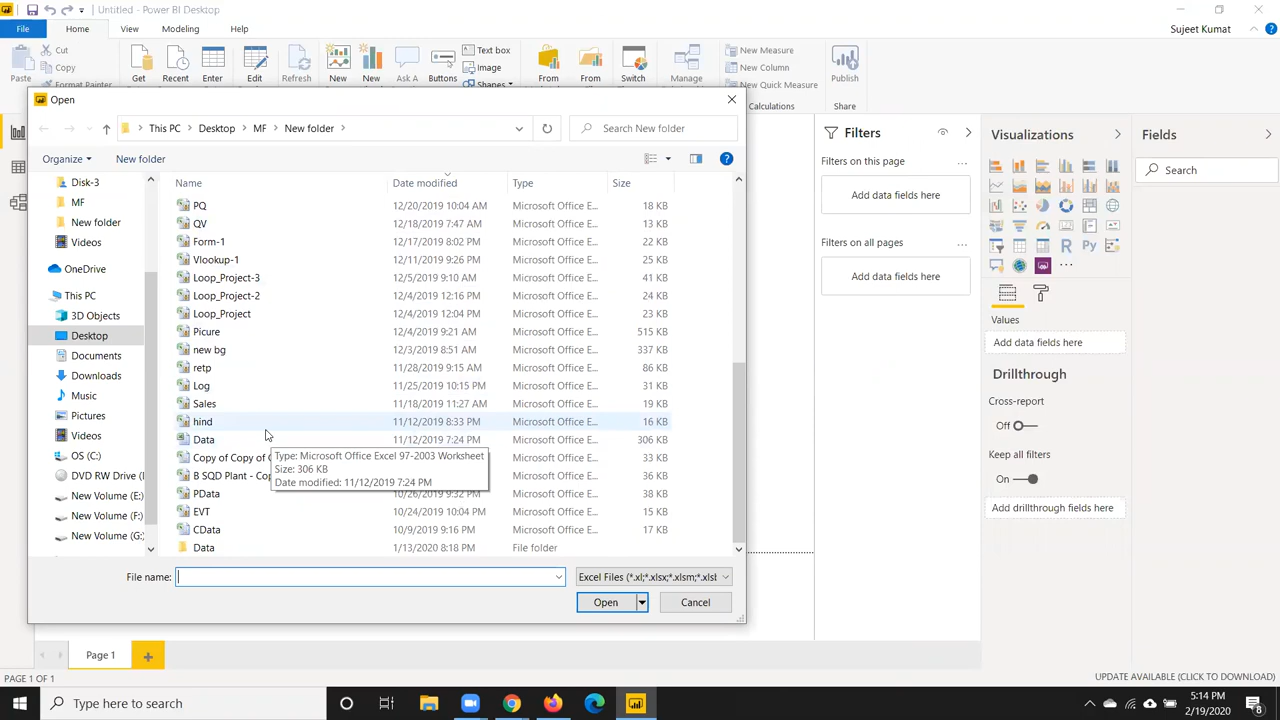 Untitled - Power BI Desktop
File
Home
View
Modeling
Help
Sujeet Kumat
Paste
Cut
Copy
Format Painter
Get
Recent
Enter
Edit
Refresh
New
New
Ask A
Buttons
Text box
Image
Shapes
From
From
Switch
Manage
New Measure
New Column
New Quick Measure
Calculations
Publish
Share
Open
This PC
Desktop
MF
New folder
Search New folder
Organize
New folder
Name
Date modified
Type
Size
Disk-3
MF
New folder
Videos
OneDrive
This PC
3D Objects
Desktop
Documents
Downloads
Music
Pictures
Videos
OS (C:)
DVD RW Drive (
New Volume (E:)
New Volume (F:)
New Volume (G:)
PQ 12/20/2019 10:04 AM Microsoft Office E... 18 KB
QV 12/18/2019 7:47 AM Microsoft Office E... 13 KB
Form-1 12/17/2019 8:02 PM Microsoft Office E... 22 KB
Vlookup-1 12/11/2019 9:26 PM Microsoft Office E... 25 KB
Loop_Project-3 12/5/2019 9:10 AM Microsoft Office E... 41 KB
Loop_Project-2 12/4/2019 12:16 PM Microsoft Office E... 24 KB
Loop_Project 12/4/2019 12:04 PM Microsoft Office E... 23 KB
Picure 12/4/2019 9:21 AM Microsoft Office E... 515 KB
new bg 12/3/2019 8:51 AM Microsoft Office E... 337 KB
retp 11/28/2019 9:15 AM Microsoft Office E... 86 KB
Log 11/25/2019 10:15 PM Microsoft Office E... 31 KB
Sales 11/18/2019 11:27 AM Microsoft Office E... 19 KB
hind 11/12/2019 8:33 PM Microsoft Office E... 16 KB
Data 11/12/2019 7:24 PM Microsoft Office E... 306 KB
Copy of Copy of Microsoft Office E... 33 KB
B SQD Plant - Microsoft Office E... 36 KB
PData 10/26/2019 9:32 PM Microsoft Office E... 38 KB
EVT 10/24/2019 10:04 PM Microsoft Office E... 15 KB
CData 10/9/2019 9:16 PM Microsoft Office E... 17 KB
Data 1/13/2020 8:18 PM File folder
Type: Microsoft Office Excel 97-2003 Worksheet
Size: 306 KB
Date modified: 11/12/2019 7:24 PM
File name:
Excel Files (*.xl;*.xlsx;*.xlsm;*.xlsb
Open
Cancel
Filters
Filters on this page
Add data fields here
Filters on all pages
Add data fields here
Visualizations
R
Py
Values
Add data fields here
Drillthrough
Cross-report
Off
Keep all filters
On
Add drillthrough fields here
Fields
Search
Page 1
PAGE 1 OF 1
UPDATE AVAILABLE (CLICK TO DOWNLOAD)
Type here to search
5:14 PM
2/19/2020
8